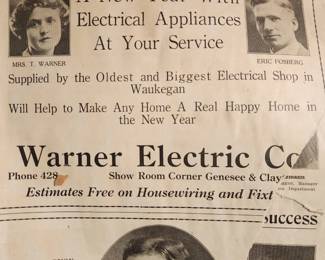 A New Year With
Electrical Appliances
At Your Service
MRS. T. WARNER
ERIC FOSBERG
Supplied by the Oldest and Biggest Electrical Shop in
Waukegan
Will Help to Make Any Home A Real Happy Home in
the New Year
Warner Electric Co
Phone 428
Show Room Corner Genesee & Clay
Estimates Free on Housewiring and Fixt
Success